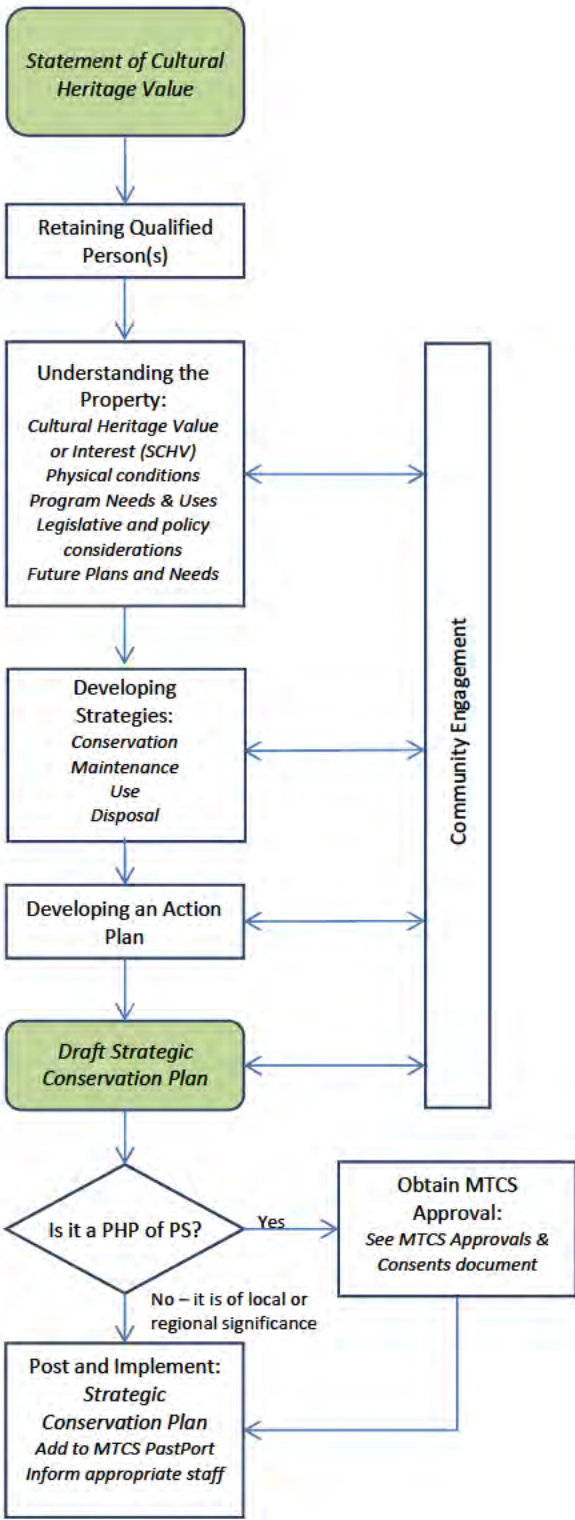 Statement of Cultural
Heritage Value
Retaining Qualified
Person(s)
Understanding the
Property:
Cultural Heritage Value
or Interest (SCHV)
Physical conditions
Program Needs & Uses
Legislative and policy
considerations
Future Plans and Needs
Community Engagement
Developing
Strategies:
Conservation
Maintenance
Use
Disposal
Developing an Action
Plan
Draft Strategic
Conservation Plan
Is it a PHP of PS?
Yes
Obtain MTCS
Approval:
See MTCS Approvals &
Consents document
No – it is of local or
regional significance
Post and Implement:
Strategic
Conservation Plan
Add to MTCS PastPort
Inform appropriate staff